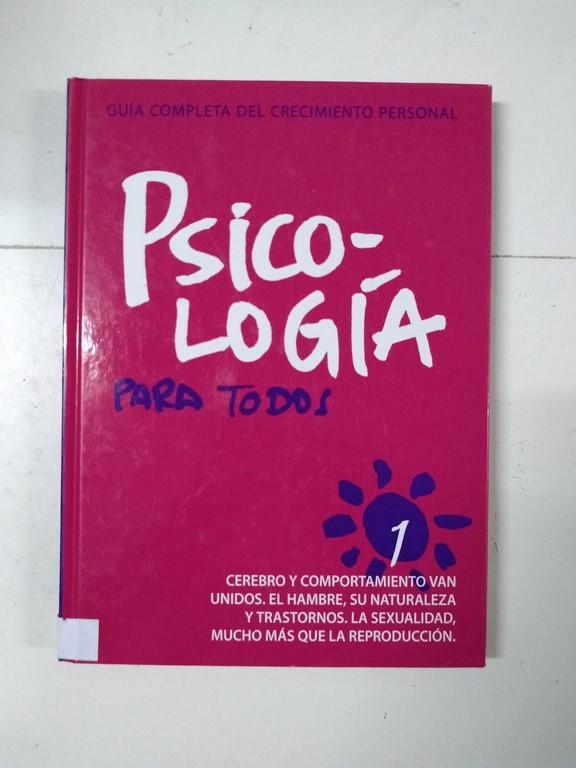 GUÍA COMPLETA DEL CRECIMIENTO PERSONAL
PSICO-
LOGÍA
PARA TODOS
1
CEREBRO Y COMPORTAMIENTO VAN
UNIDOS. EL HAMBRE, SU NATURALEZA
Y TRASTORNOS. LA SEXUALIDAD,
MUCHO MÁS QUE LA REPRODUCCIÓN.